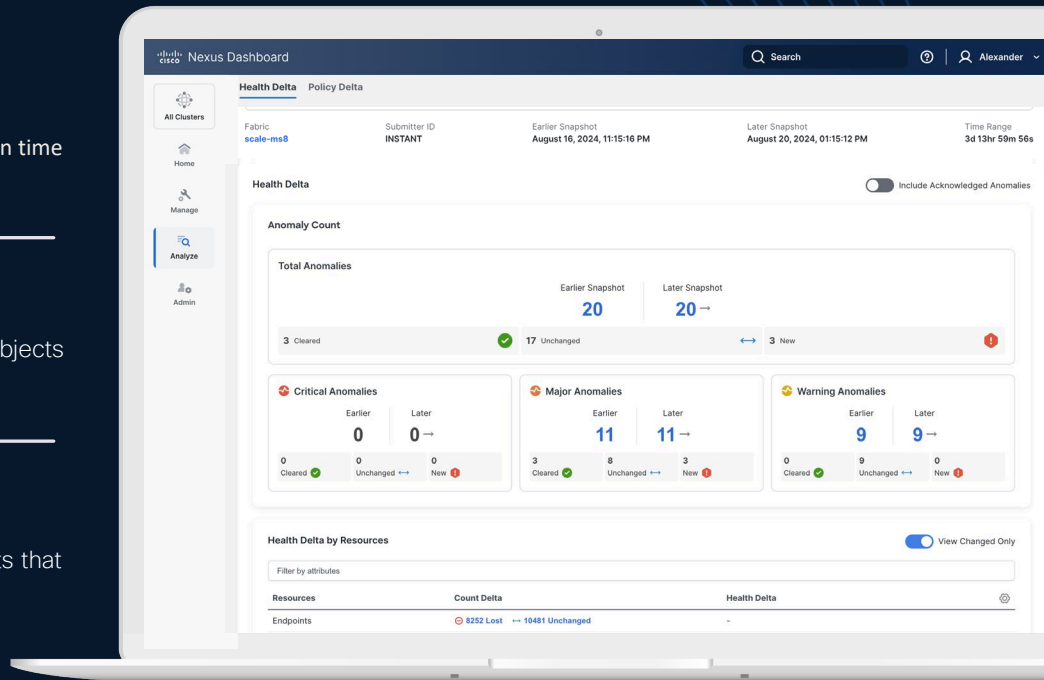 n time
bjects
ts that
CISCO Nexus Dashboard
Search
Alexander
All Clusters
Home
Manage
Analyze
Admin
Health Delta Policy Delta
Fabric Submitter ID Earlier Snapshot Later Snapshot Time Range
scale-ms8 INSTANT August 16, 2024, 11:15:16 PM August 20, 2024, 01:15:12 PM 3d 13hr 59m 56s
Health Delta Include Acknowledged Anomalies
Anomaly Count
Total Anomalies
Earlier Snapshot Later Snapshot
20 20
3 Cleared 17 Unchanged 3 New
Critical Anomalies
Earlier Later
0 0
0 0 0
Cleared Unchanged New
Major Anomalies
Earlier Later
11 11
3 8 3
Cleared Unchanged New
Warning Anomalies
Earlier Later
9 9
0 9 0
Cleared Unchanged New
Health Delta by Resources View Changed Only
Filter by attributes
Resources Count Delta Health Delta
Endpoints 8252 Lost 10481 Unchanged -